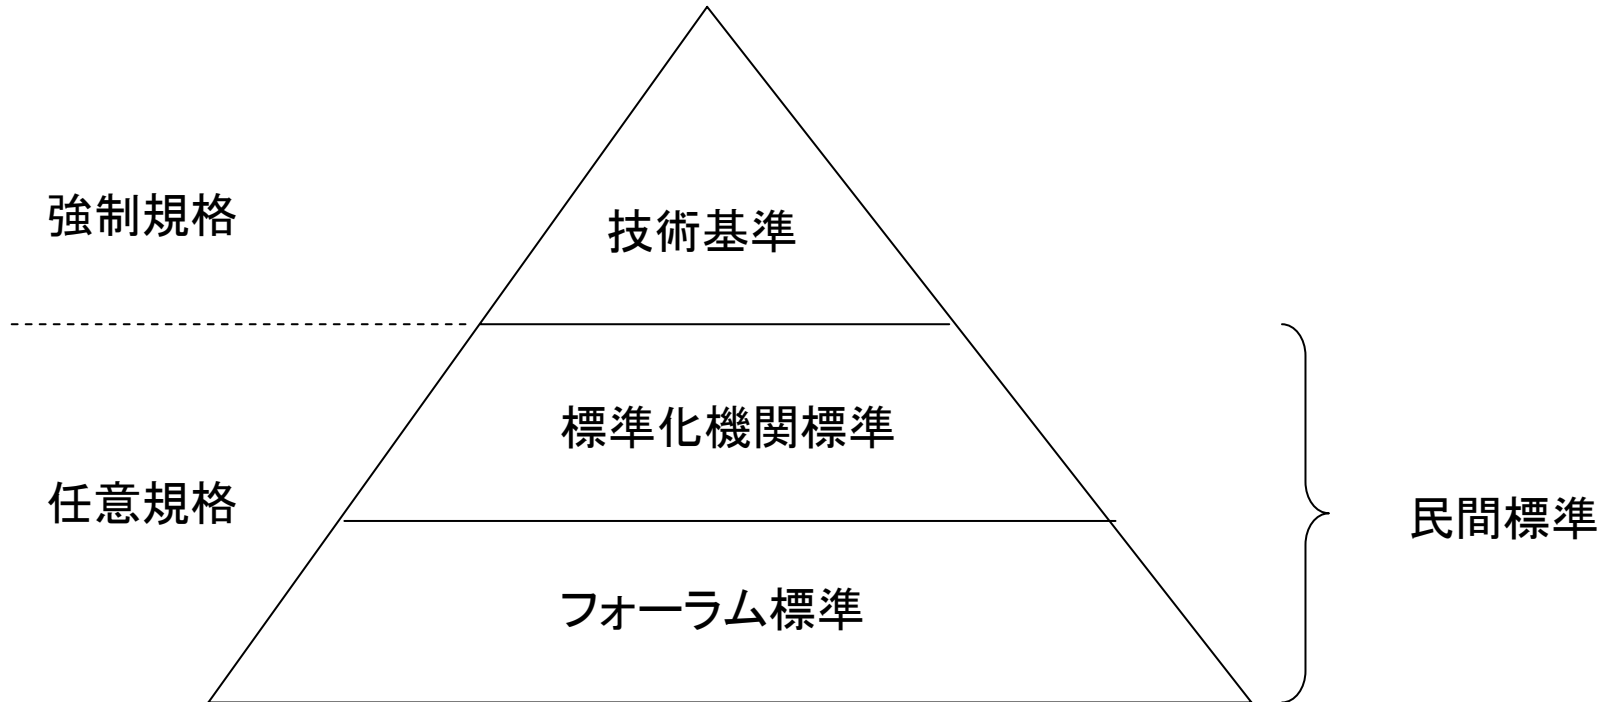 強制規格
技術基準
標準化機関標準
任意規格
民間標準
フォーラム標準